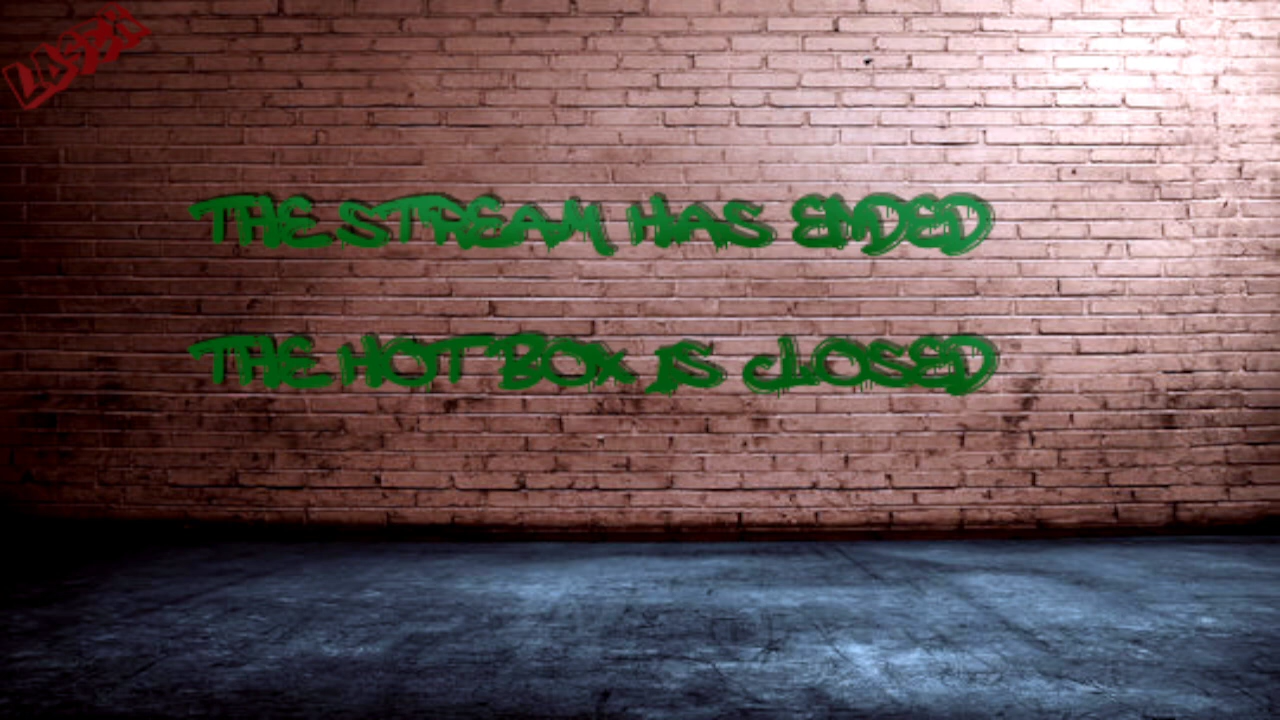 THE STREAM HAS ENDED
THE HOT BOX IS CLOSED